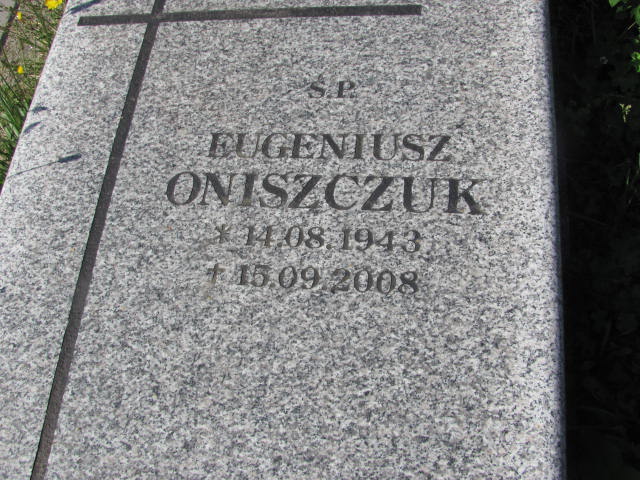 Ś.P.
EUGENIUSZ
ONISZCZUK
* 14.08.1943
† 15.09.2008